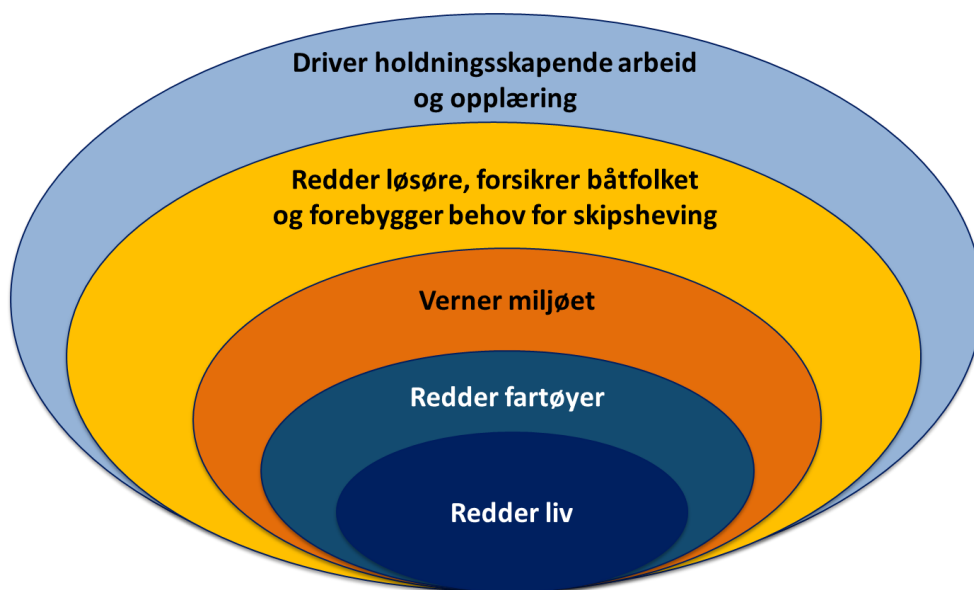 Driver holdningsskapende arbeid
og opplæring
Redder løsøre, forsikrer båtfolket
og forebygger behov for skipsheving
Verner miljøet
Redder fartøyer
Redder liv